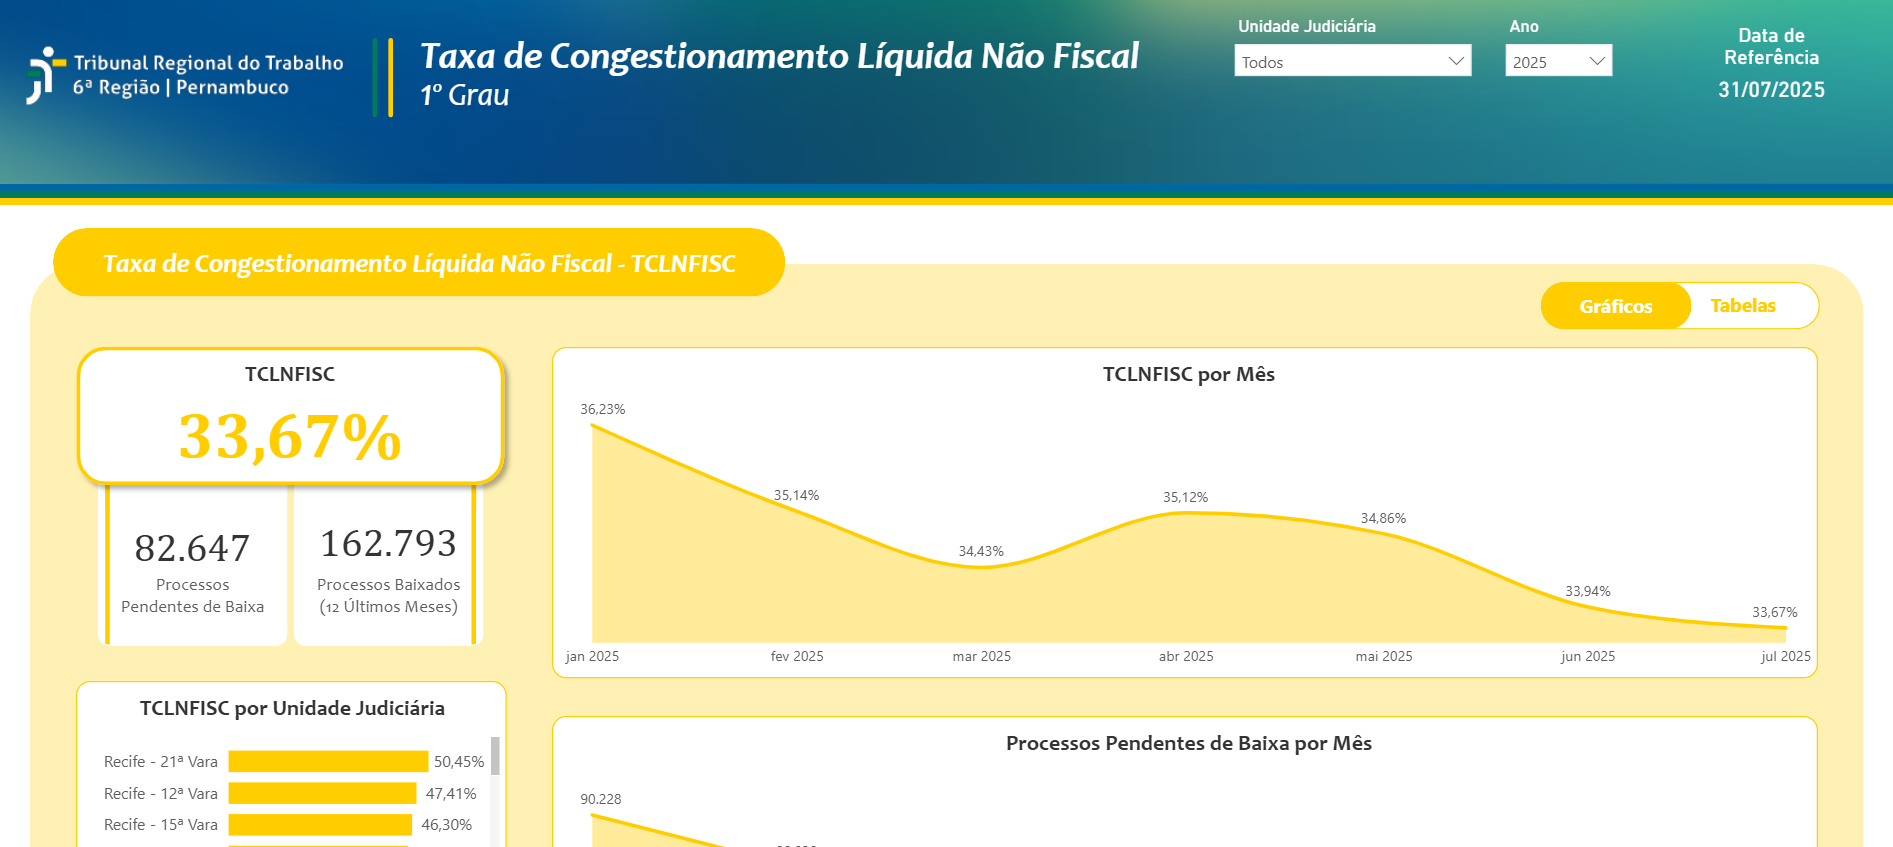 Tribunal Regional do Trabalho
6ª Região | Pernambuco
Taxa de Congestionamento Líquida Não Fiscal
1º Grau
Unidade Judiciária
Todos
Ano
2025
Data de
Referência
31/07/2025
Taxa de Congestionamento Líquida Não Fiscal - TCLNFISC
Gráficos
Tabelas
TCLNFISC
33,67%
82.647
Processos
Pendentes de Baixa
162.793
Processos Baixados
(12 Últimos Meses)
TCLNFISC por Mês
36,23%
35,14%
34,43%
35,12%
34,86%
33,94%
33,67%
jan 2025
fev 2025
mar 2025
abr 2025
mai 2025
jun 2025
jul 2025
TCLNFISC por Unidade Judiciária
Recife - 21ª Vara
50,45%
Recife - 12ª Vara
47,41%
Recife - 15ª Vara
46,30%
Processos Pendentes de Baixa por Mês
90.228